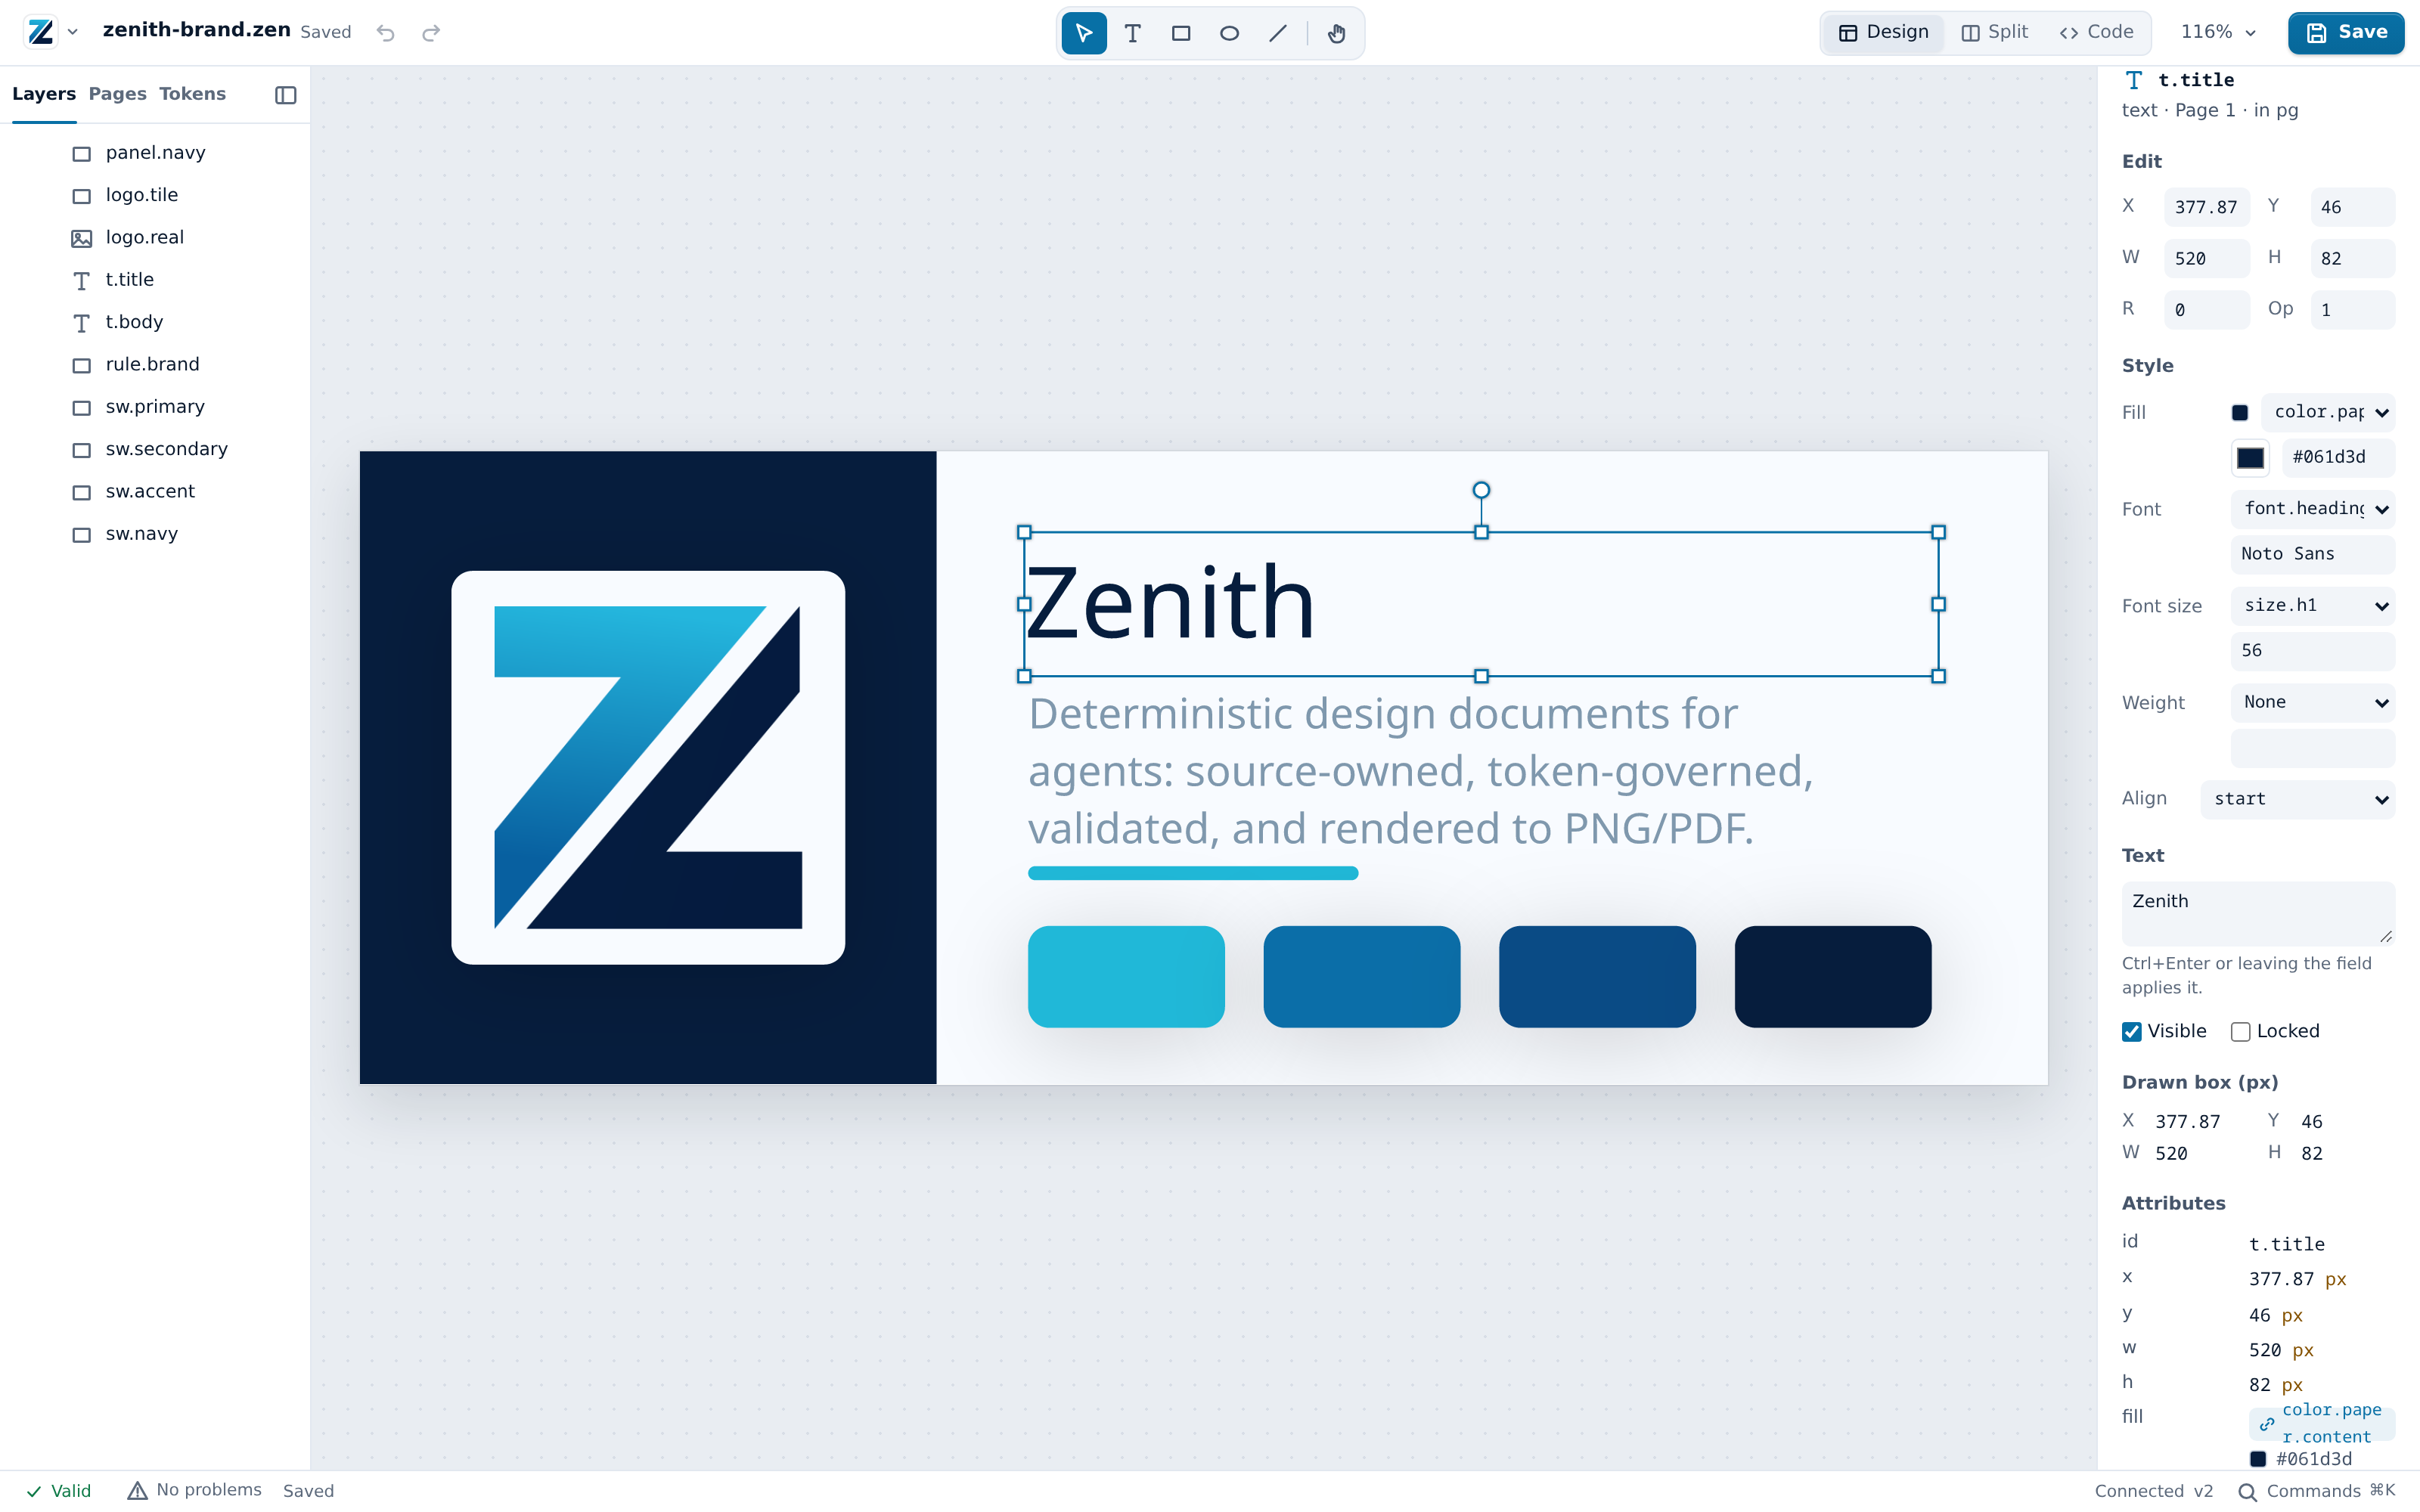 zenith-brand.zen Saved
Design Split Code 116% Save
Layers Pages Tokens
panel.navy
logo.tile
logo.real
t.title
t.body
rule.brand
sw.primary
sw.secondary
sw.accent
sw.navy
Zenith
Deterministic design documents for
agents: source-owned, token-governed,
validated, and rendered to PNG/PDF.
t.title
text · Page 1 · in pg
Edit
X 377.87 Y 46
W 520 H 82
R 0 Op 1
Style
Fill color.pap
#061d3d
Font font.heading
Noto Sans
Font size size.h1
56
Weight None
Align start
Text
Zenith
Ctrl+Enter or leaving the field
applies it.
Visible Locked
Drawn box (px)
X 377.87 Y 46
W 520 H 82
Attributes
id t.title
x 377.87 px
y 46 px
w 520 px
h 82 px
fill color.pape
r.content
#061d3d
Valid No problems Saved
Connected v2 Commands ⌘K